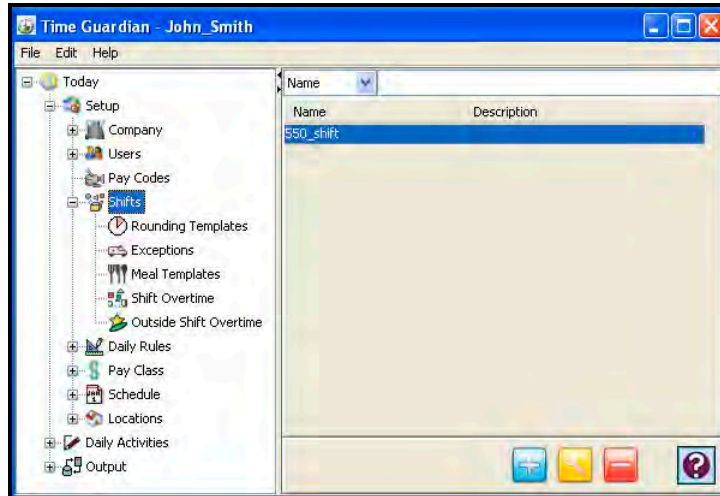 Time Guardian - John_Smith
File Edit Help
Today
Setup
Company
Users
Pay Codes
Shifts
Rounding Templates
Exceptions
Meal Templates
Shift Overtime
Outside Shift Overtime
Daily Rules
Pay Class
Schedule
Locations
Daily Activities
Output
Name
Name Description
550_shift